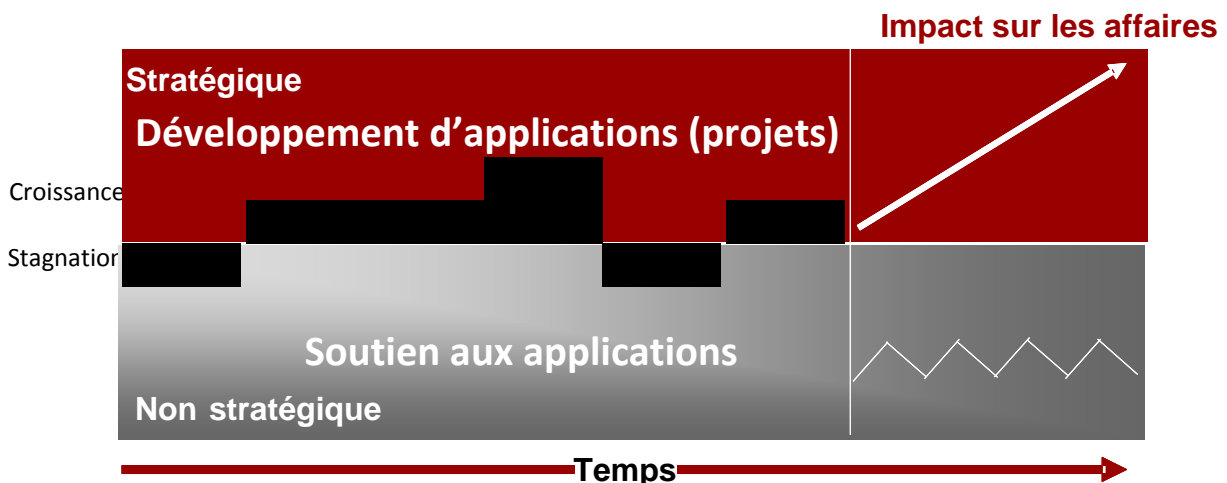 Impact sur les affaires
Stratégique
Développement d’applications (projets)
Croissance
Stagnation
Soutien aux applications
Non stratégique
Temps